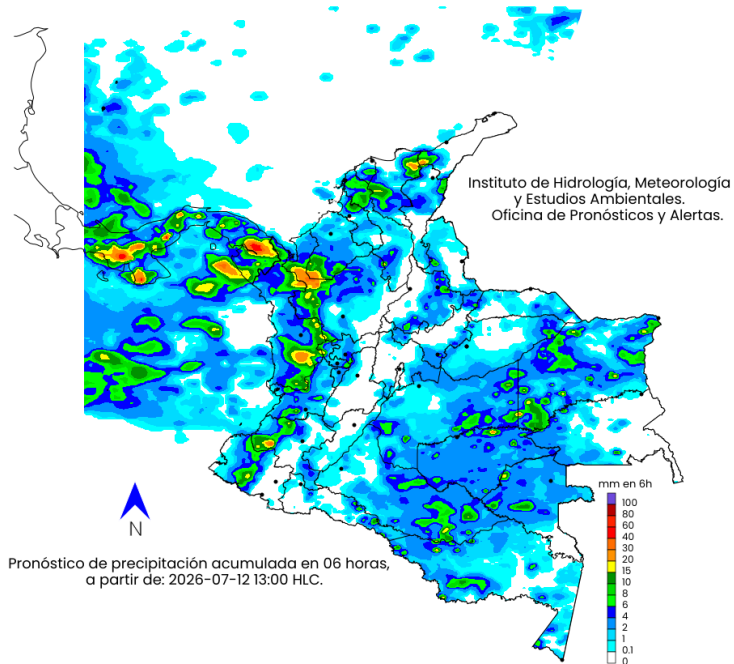 Instituto de Hidrología, Meteorología
y Estudios Ambientales.
Oficina de Pronósticos y Alertas.
N
Pronóstico de precipitación acumulada en 06 horas,
a partir de: 2026-07-12 13:00 HLC.
mm en 6h
100
80
60
40
30
20
15
10
8
6
4
2
1
0.1
0